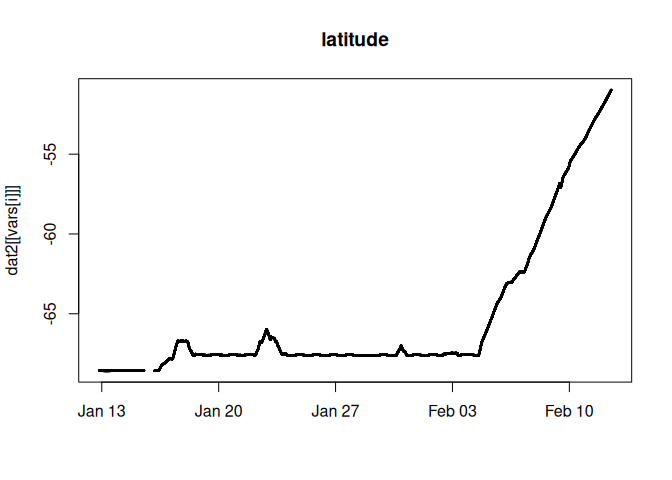 latitude
dat2[[vars[i]]]
-55
-60
-65
Jan 13
Jan 20
Jan 27
Feb 03
Feb 10